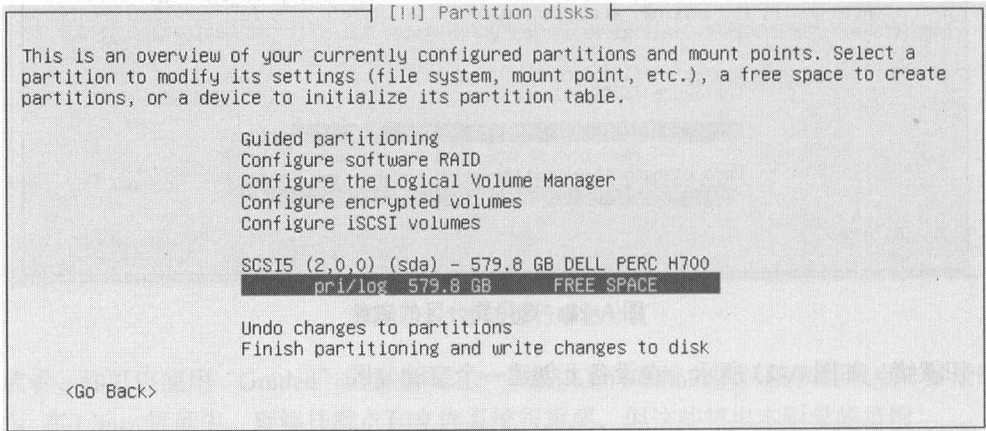 [!!] Partition disks
This is an overview of your currently configured partitions and mount points. Select a
partition to modify its settings (file system, mount point, etc.), a free space to create
partitions, or a device to initialize its partition table.
Guided partitioning
Configure software RAID
Configure the Logical Volume Manager
Configure encrypted volumes
Configure iSCSI volumes
SCSI5 (2,0,0) (sda) - 579.8 GB DELL PERC H700
pri/log 579.8 GB FREE SPACE
Undo changes to partitions
Finish partitioning and write changes to disk
<Go Back>